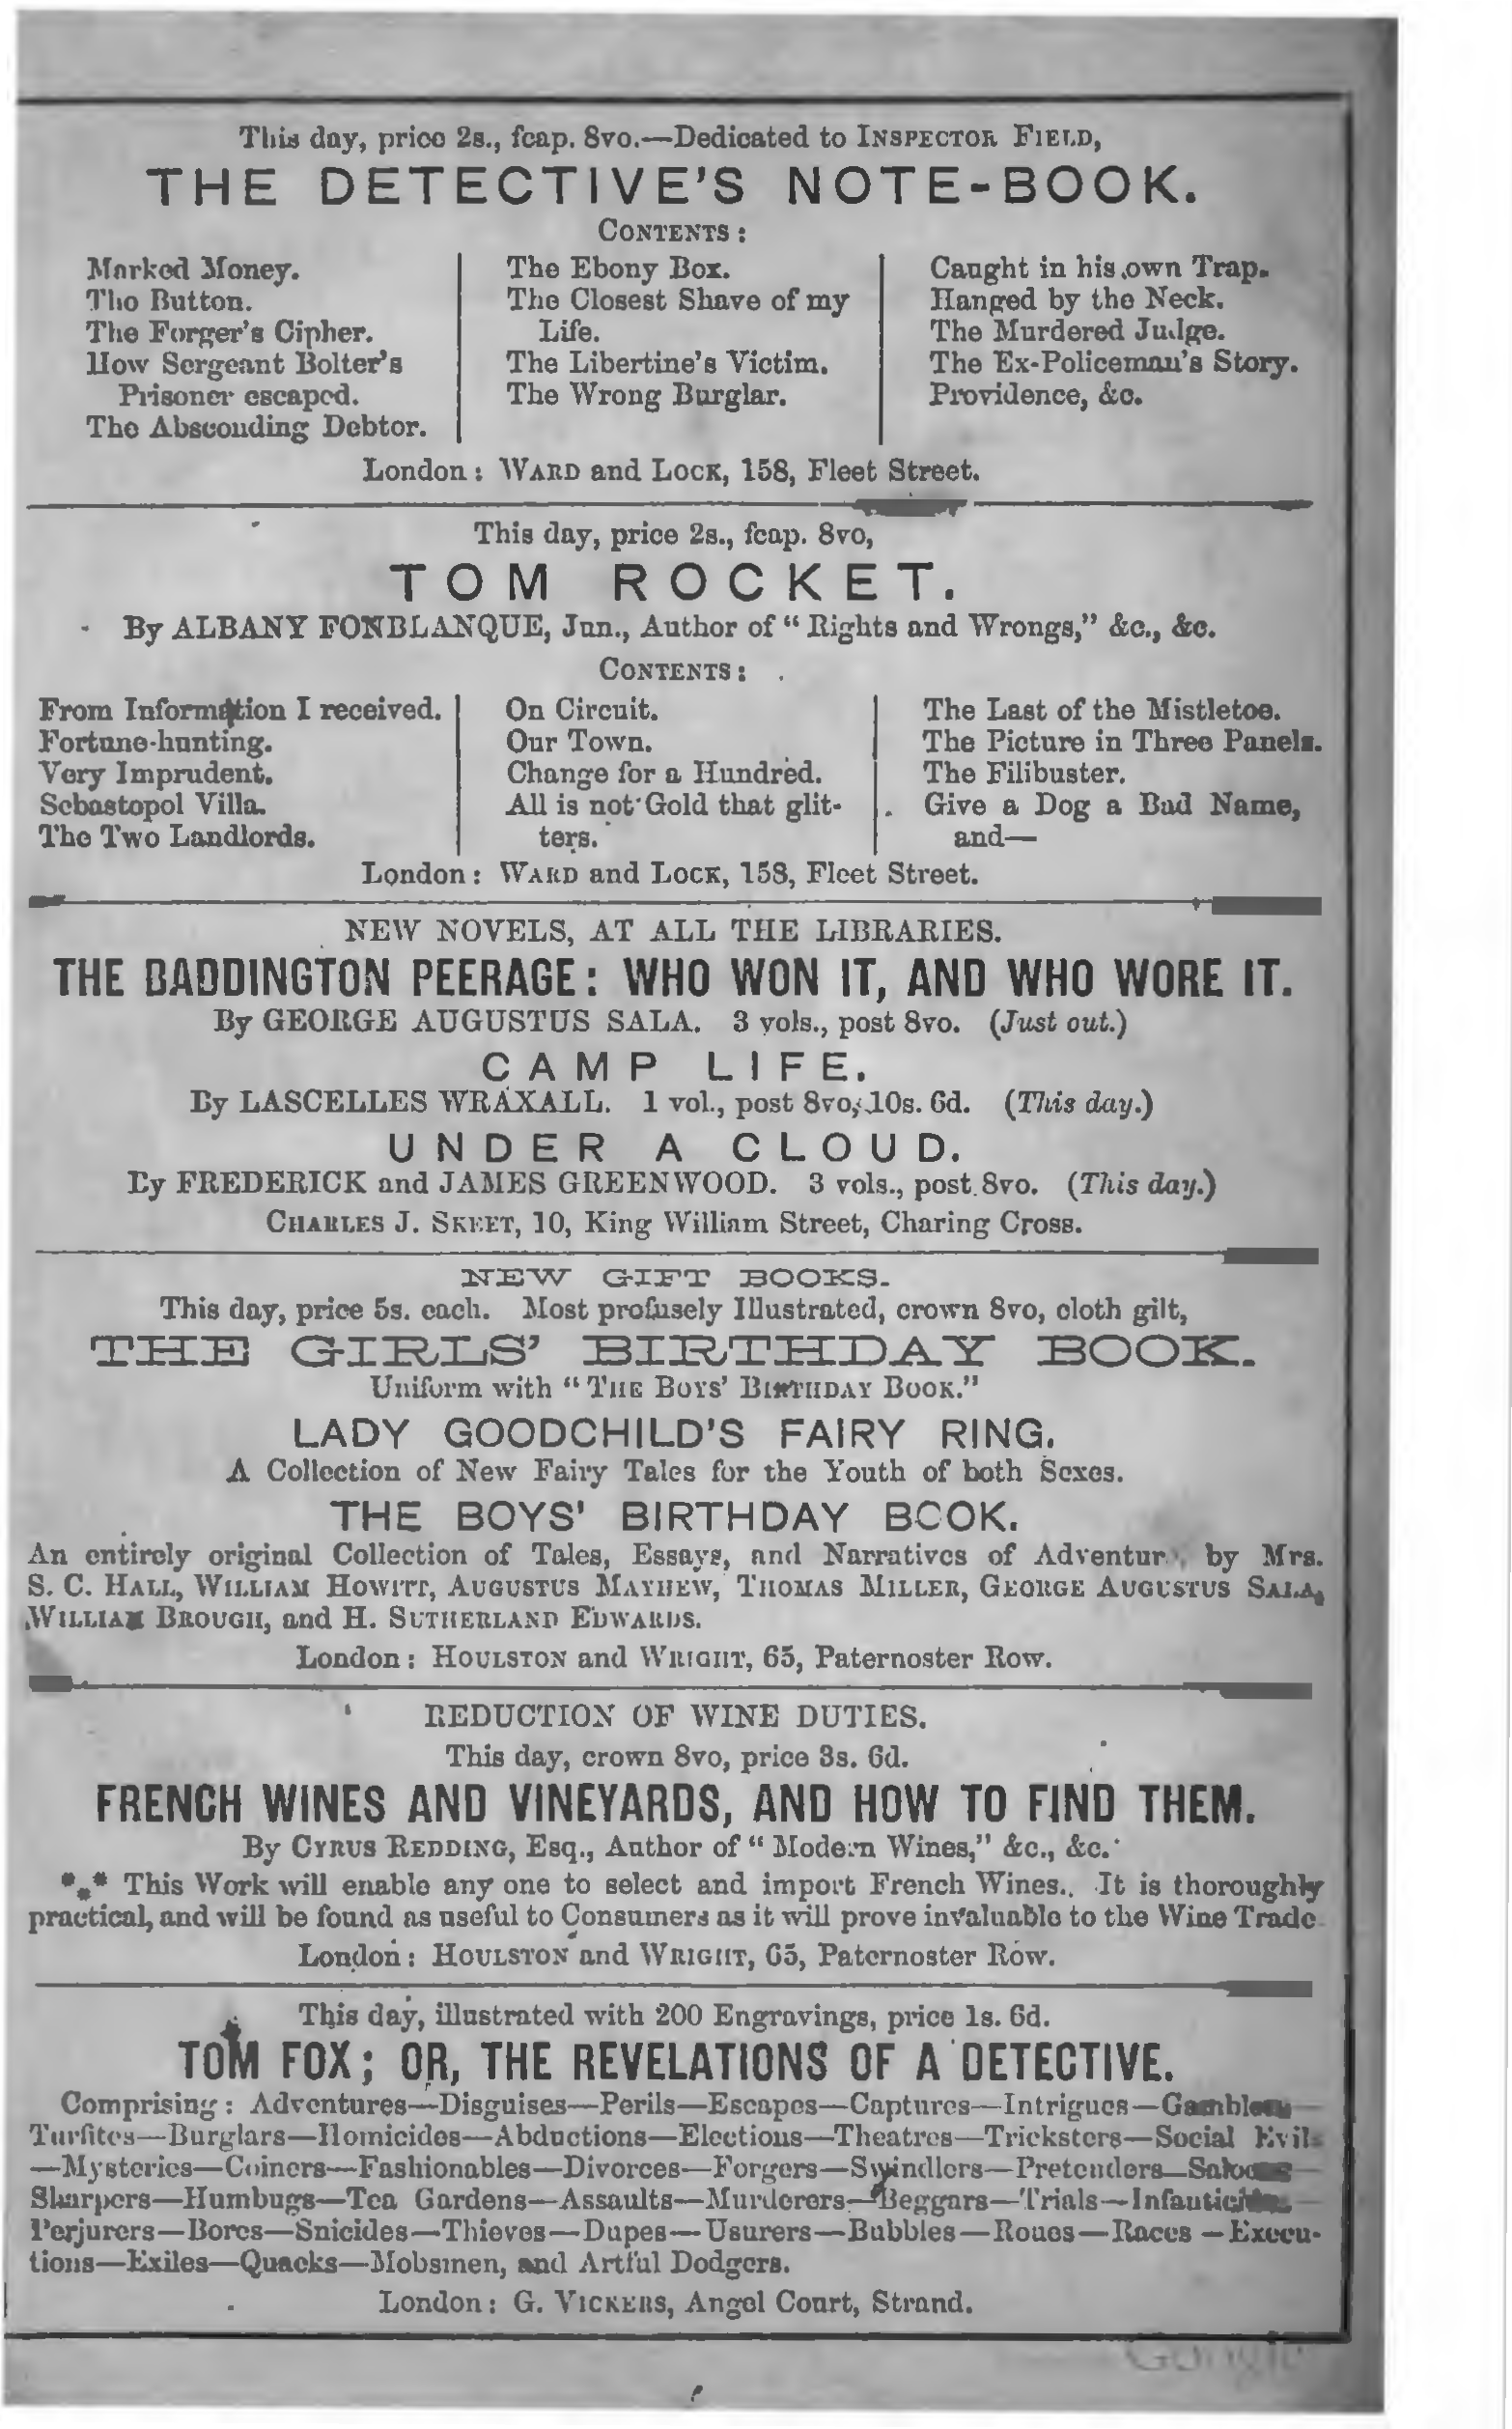 This day, price 2s., fcap. 8vo.—Dedicated to INSPECTOR FIELD,
THE DETECTIVE'S NOTE-BOOK.
CONTENTS:
Marked Money.
The Button.
The Forger's Cipher.
How Sergeant Bolter's
Prisoner escaped.
The Absconding Debtor.
The Ebony Box.
The Closest Shave of my
Life.
The Libertine's Victim.
The Wrong Burglar.
Caught in his own Trap.
Hanged by the Neck.
The Murdered Judge.
The Ex-Policeman's Story.
Providence, &c.
London: WARD and LOCK, 158, Fleet Street.
This day, price 2s., fcap. 8vo,
TOM ROCKET.
By ALBANY FONBLANQUE, Jun., Author of "Rights and Wrongs," &c., &c.
CONTENTS:
From Information I received.
Fortune-hunting.
Very Imprudent.
Sebastopol Villa.
The Two Landlords.
On Circuit.
Our Town.
Change for a Hundred.
All is not Gold that glit-
ters.
The Last of the Mistletoe.
The Picture in Three Panels.
The Filibuster.
Give a Dog a Bad Name,
and—
London: WARD and LOCK, 158, Fleet Street.
NEW NOVELS, AT ALL THE LIBRARIES.
THE BADDINGTON PEERAGE: WHO WON IT, AND WHO WORE IT.
By GEORGE AUGUSTUS SALA. 3 vols., post 8vo. (Just out.)
CAMP LIFE.
By LASCELLES WRAXALL. 1 vol., post 8vo, 10s. 6d. (This day.)
UNDER A CLOUD.
By FREDERICK and JAMES GREENWOOD. 3 vols., post 8vo. (This day.)
CHARLES J. SKEET, 10, King William Street, Charing Cross.
NEW GIFT BOOKS.
This day, price 5s. each. Most profusely Illustrated, crown 8vo, cloth gilt,
THE GIRLS' BIRTHDAY BOOK.
Uniform with "THE BOYS' BIRTHDAY BOOK."
LADY GOODCHILD'S FAIRY RING.
A Collection of New Fairy Tales for the Youth of both Sexes.
THE BOYS' BIRTHDAY BOOK.
An entirely original Collection of Tales, Essays, and Narratives of Adventur, by Mrs.
S. C. HALL, WILLIAM HOWITT, AUGUSTUS MAYHEW, THOMAS MILLER, GEORGE AUGUSTUS SALA,
WILLIAM BROUGH, and H. SUTHERLAND EDWARDS.
London: HOULSTON and WRIGHT, 65, Paternoster Row.
REDUCTION OF WINE DUTIES.
This day, crown 8vo, price 3s. 6d.
FRENCH WINES AND VINEYARDS, AND HOW TO FIND THEM.
By CYRUS REDDING, Esq., Author of "Modern Wines," &c., &c.
*** This Work will enable any one to select and import French Wines. It is thoroughly
practical, and will be found as useful to Consumers as it will prove invaluable to the Wine Trade
London: HOULSTON and WRIGHT, 65, Paternoster Row.
This day, illustrated with 200 Engravings, price 1s. 6d.
TOM FOX; OR, THE REVELATIONS OF A DETECTIVE.
Comprising: Adventures—Disguises—Perils—Escapes—Captures—Intrigues—Gamblers—
Turfites—Burglars—Homicides—Abductions—Elections—Theatres—Tricksters—Social Evils
—Mysteries—Coiners—Fashionables—Divorces—Forgers—Swindlers—Pretenders—Saloons—
Sharpers—Humbugs—Tea Gardens—Assaults—Murderers—Beggars—Trials—Infanticides—
Perjurers—Bores—Suicides—Thieves—Dupes—Usurers—Bubbles—Roues—Races—Execu-
tions—Exiles—Quacks—Mobsmen, and Artful Dodgers.
London: G. VICKERS, Angel Court, Strand.
Google